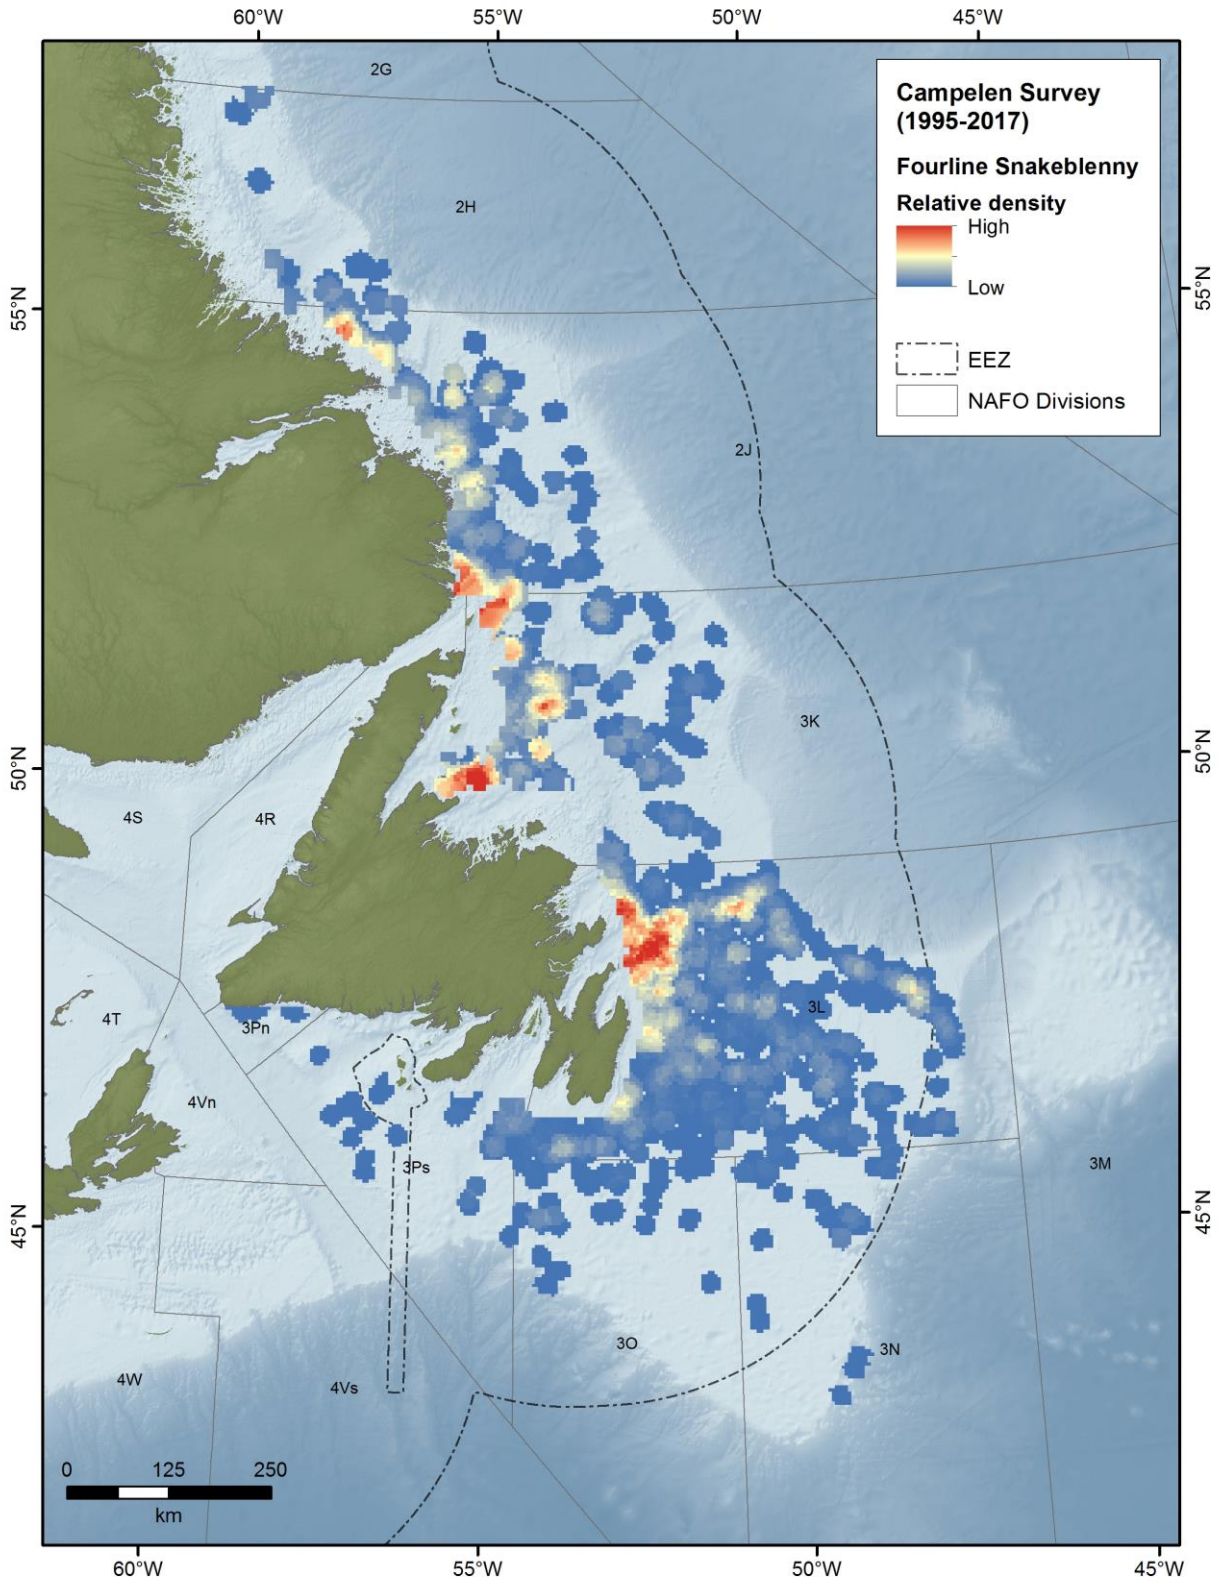 60°W 55°W 50°W 45°W
2G
Campelen Survey
(1995-2017)
Fourline Snakeblenny
Relative density
High
Low
EEZ
NAFO Divisions
2H
55°N 55°N
2J
3K
50°N 50°N
4S 4R
3L
4T 3Pn
4Vn
3Ps 3M
45°N 45°N
3O 3N
4W 4Vs
0 125 250
km
60°W 55°W 50°W 45°W